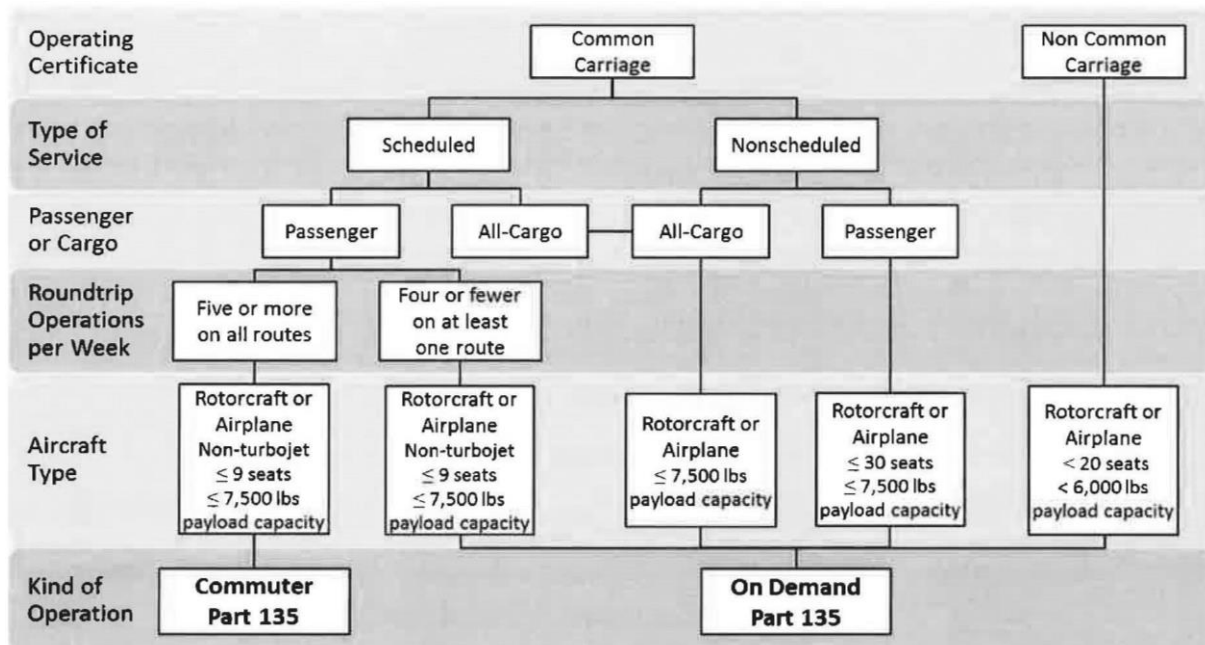 Operating
Certificate
Common
Carriage
Non Common
Carriage
Type of
Service
Scheduled
Nonscheduled
Passenger
or Cargo
Passenger
All-Cargo
All-Cargo
Passenger
Roundtrip
Operations
per Week
Five or more
on all routes
Four or fewer
on at least
one route
Aircraft
Type
Rotorcraft or
Airplane
Non-turbojet
≤ 9 seats
≤ 7,500 lbs
payload capacity
Rotorcraft or
Airplane
Non-turbojet
≤ 9 seats
≤ 7,500 lbs
payload capacity
Rotorcraft or
Airplane
≤ 7,500 lbs
payload capacity
Rotorcraft or
Airplane
≤ 30 seats
≤ 7,500 lbs
payload capacity
Rotorcraft or
Airplane
< 20 seats
< 6,000 lbs
payload capacity
Kind of
Operation
Commuter
Part 135
On Demand
Part 135